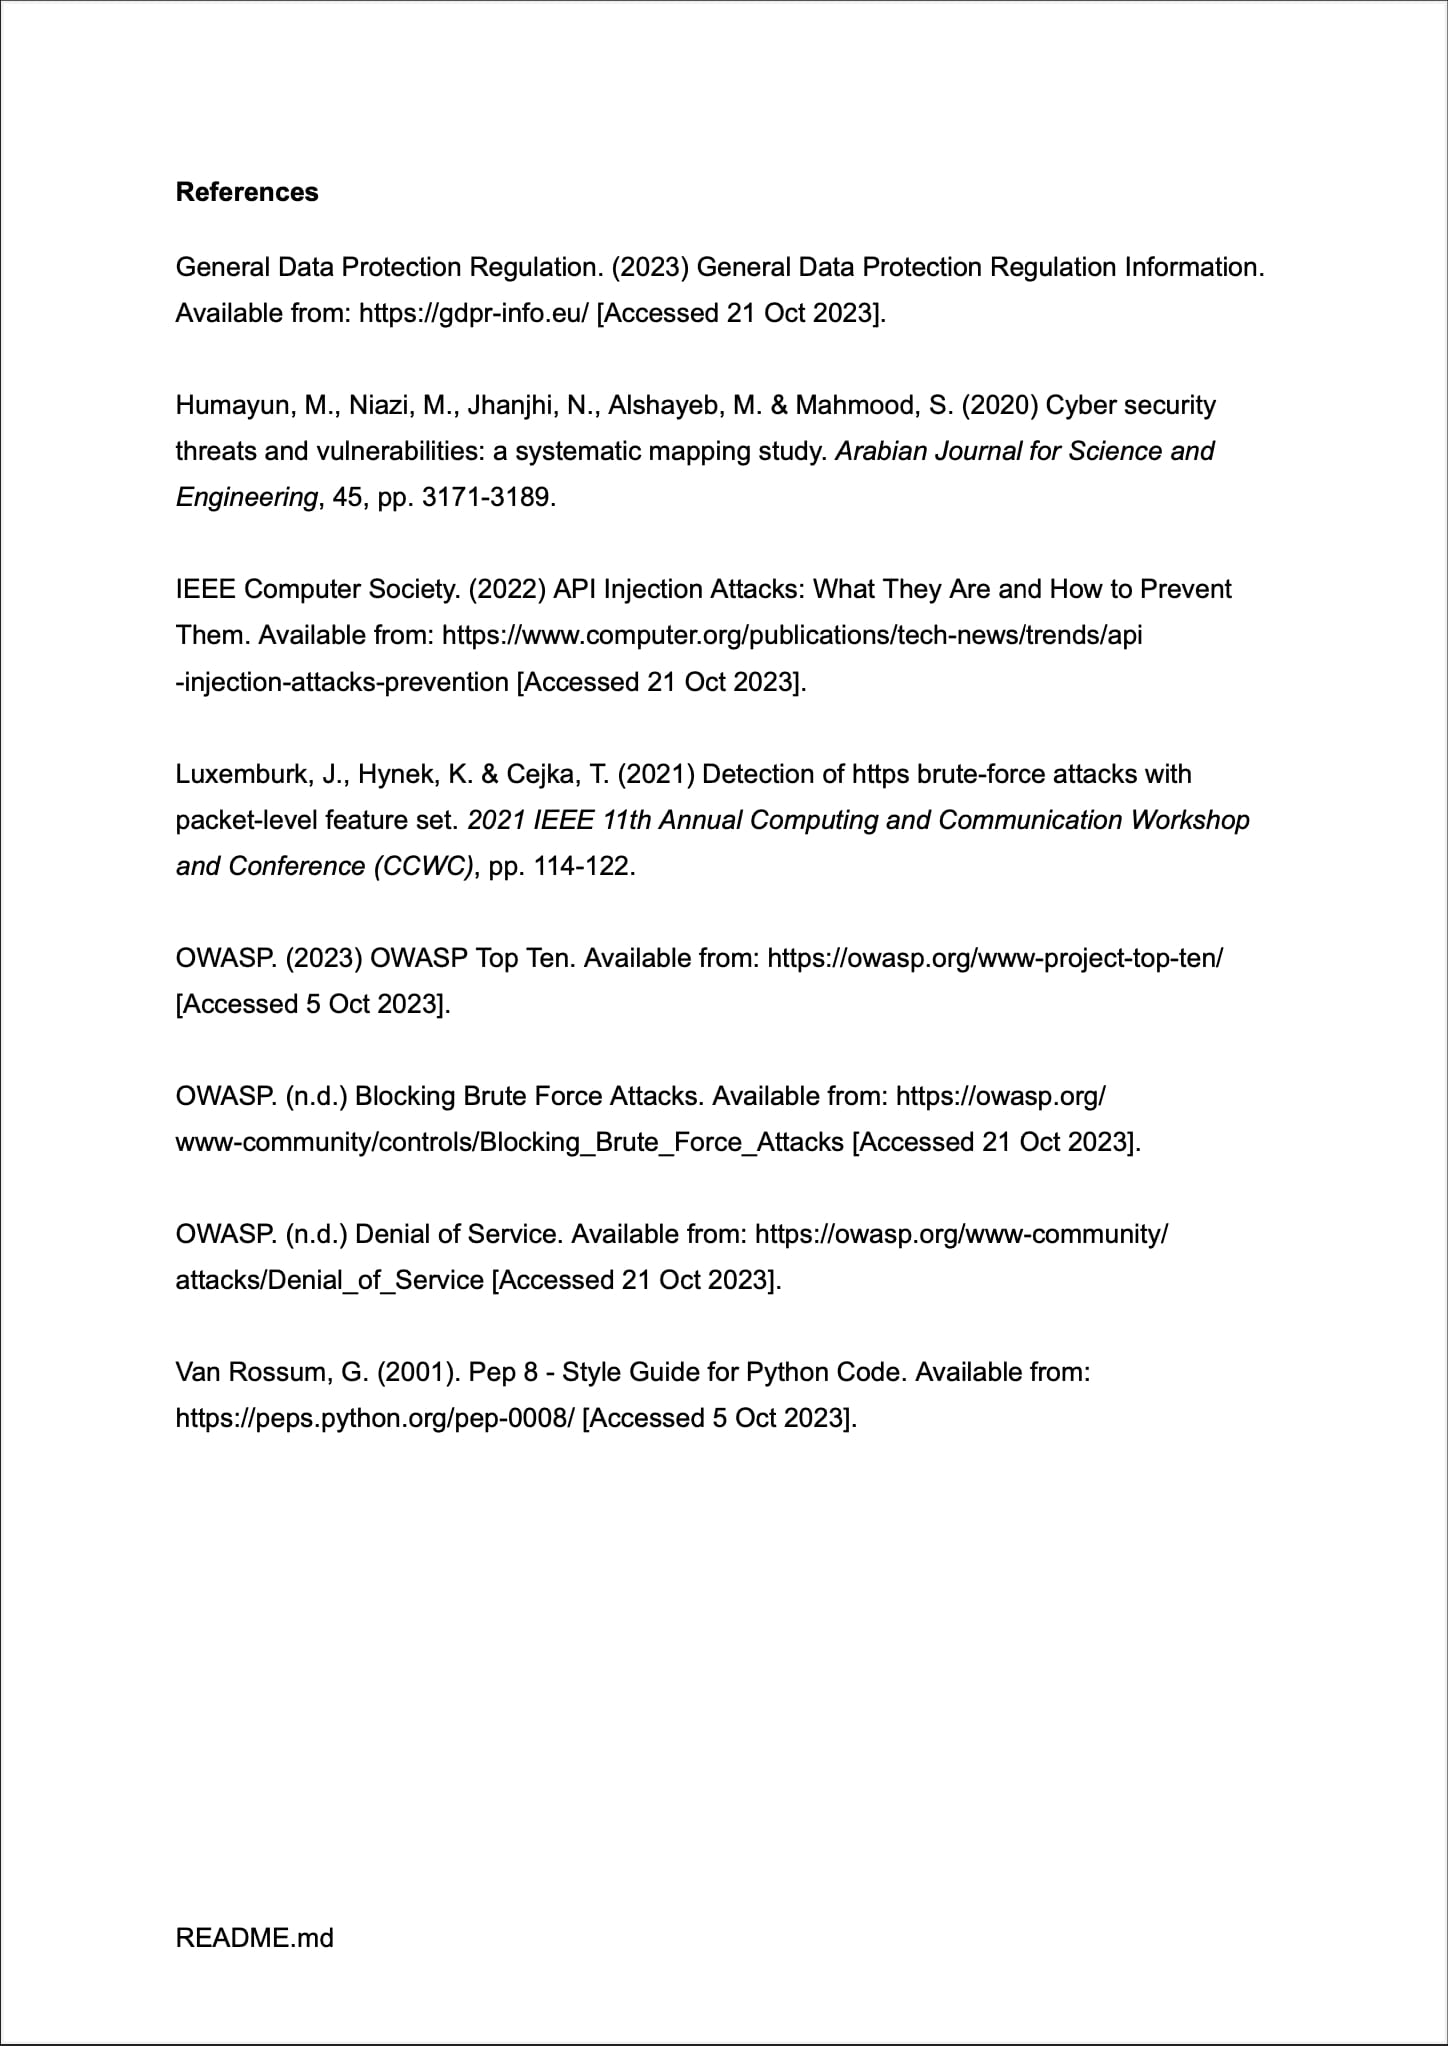 References
General Data Protection Regulation. (2023) General Data Protection Regulation Information.
Available from: https://gdpr-info.eu/ [Accessed 21 Oct 2023].
Humayun, M., Niazi, M., Jhanjhi, N., Alshayeb, M. & Mahmood, S. (2020) Cyber security
threats and vulnerabilities: a systematic mapping study. Arabian Journal for Science and
Engineering, 45, pp. 3171-3189.
IEEE Computer Society. (2022) API Injection Attacks: What They Are and How to Prevent
Them. Available from: https://www.computer.org/publications/tech-news/trends/api
-injection-attacks-prevention [Accessed 21 Oct 2023].
Luxemburk, J., Hynek, K. & Cejka, T. (2021) Detection of https brute-force attacks with
packet-level feature set. 2021 IEEE 11th Annual Computing and Communication Workshop
and Conference (CCWC), pp. 114-122.
OWASP. (2023) OWASP Top Ten. Available from: https://owasp.org/www-project-top-ten/
[Accessed 5 Oct 2023].
OWASP. (n.d.) Blocking Brute Force Attacks. Available from: https://owasp.org/
www-community/controls/Blocking_Brute_Force_Attacks [Accessed 21 Oct 2023].
OWASP. (n.d.) Denial of Service. Available from: https://owasp.org/www-community/
attacks/Denial_of_Service [Accessed 21 Oct 2023].
Van Rossum, G. (2001). Pep 8 - Style Guide for Python Code. Available from:
https://peps.python.org/pep-0008/ [Accessed 5 Oct 2023].
README.md